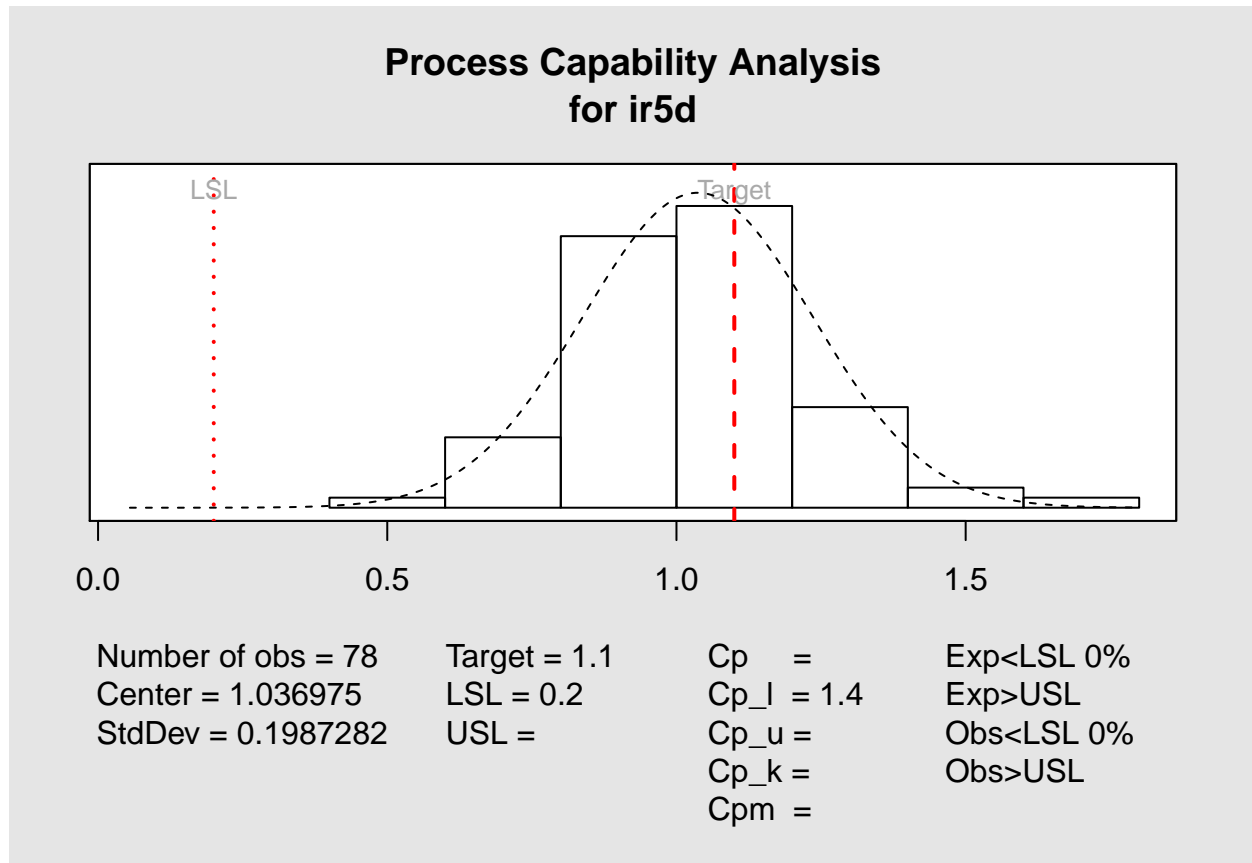 Process Capability Analysis
for ir5d
LSL
Target
0.0
0.5
1.0
1.5
Number of obs = 78
Center = 1.036975
StdDev = 0.1987282
Target = 1.1
LSL = 0.2
USL =
Cp =
Cp_l = 1.4
Cp_u =
Cp_k =
Cpm =
Exp<LSL 0%
Exp>USL
Obs<LSL 0%
Obs>USL